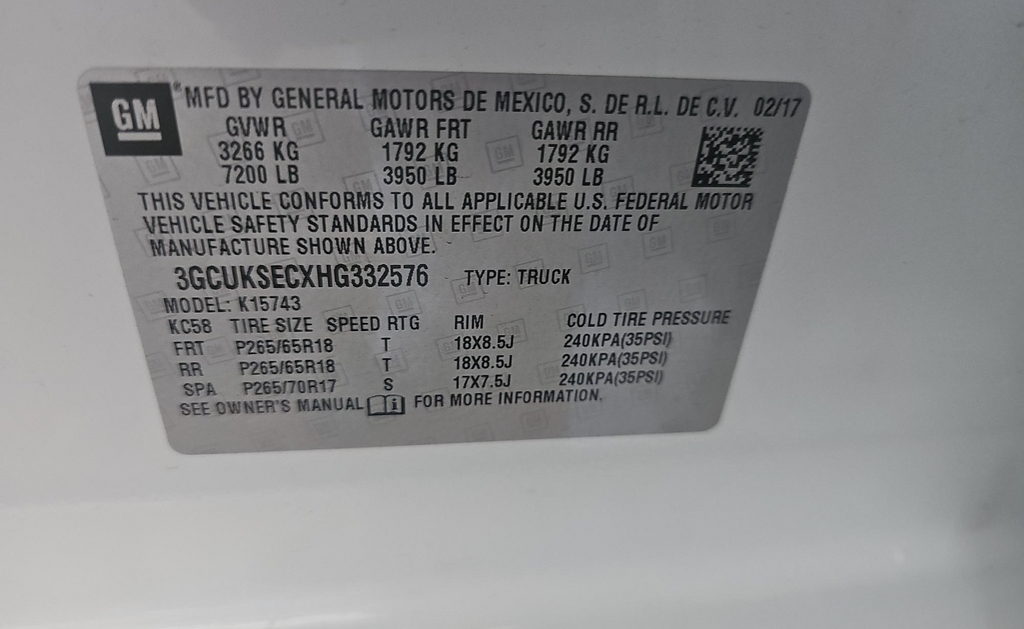 GM ®MFD BY GENERAL MOTORS DE MEXICO, S. DE R.L. DE C.V. 02/17
GVWR GAWR FRT GAWR RR
3266 KG 1792 KG 1792 KG
7200 LB 3950 LB 3950 LB
THIS VEHICLE CONFORMS TO ALL APPLICABLE U.S. FEDERAL MOTOR
VEHICLE SAFETY STANDARDS IN EFFECT ON THE DATE OF
MANUFACTURE SHOWN ABOVE.
3GCUKSECXHG332576 TYPE: TRUCK
MODEL: K15743
KC58 TIRE SIZE SPEED RTG RIM COLD TIRE PRESSURE
FRT P265/65R18 T 18X8.5J 240KPA(35PSI)
RR P265/65R18 T 18X8.5J 240KPA(35PSI)
SPA P265/70R17 S 17X7.5J 240KPA(35PSI)
SEE OWNER'S MANUAL i FOR MORE INFORMATION.